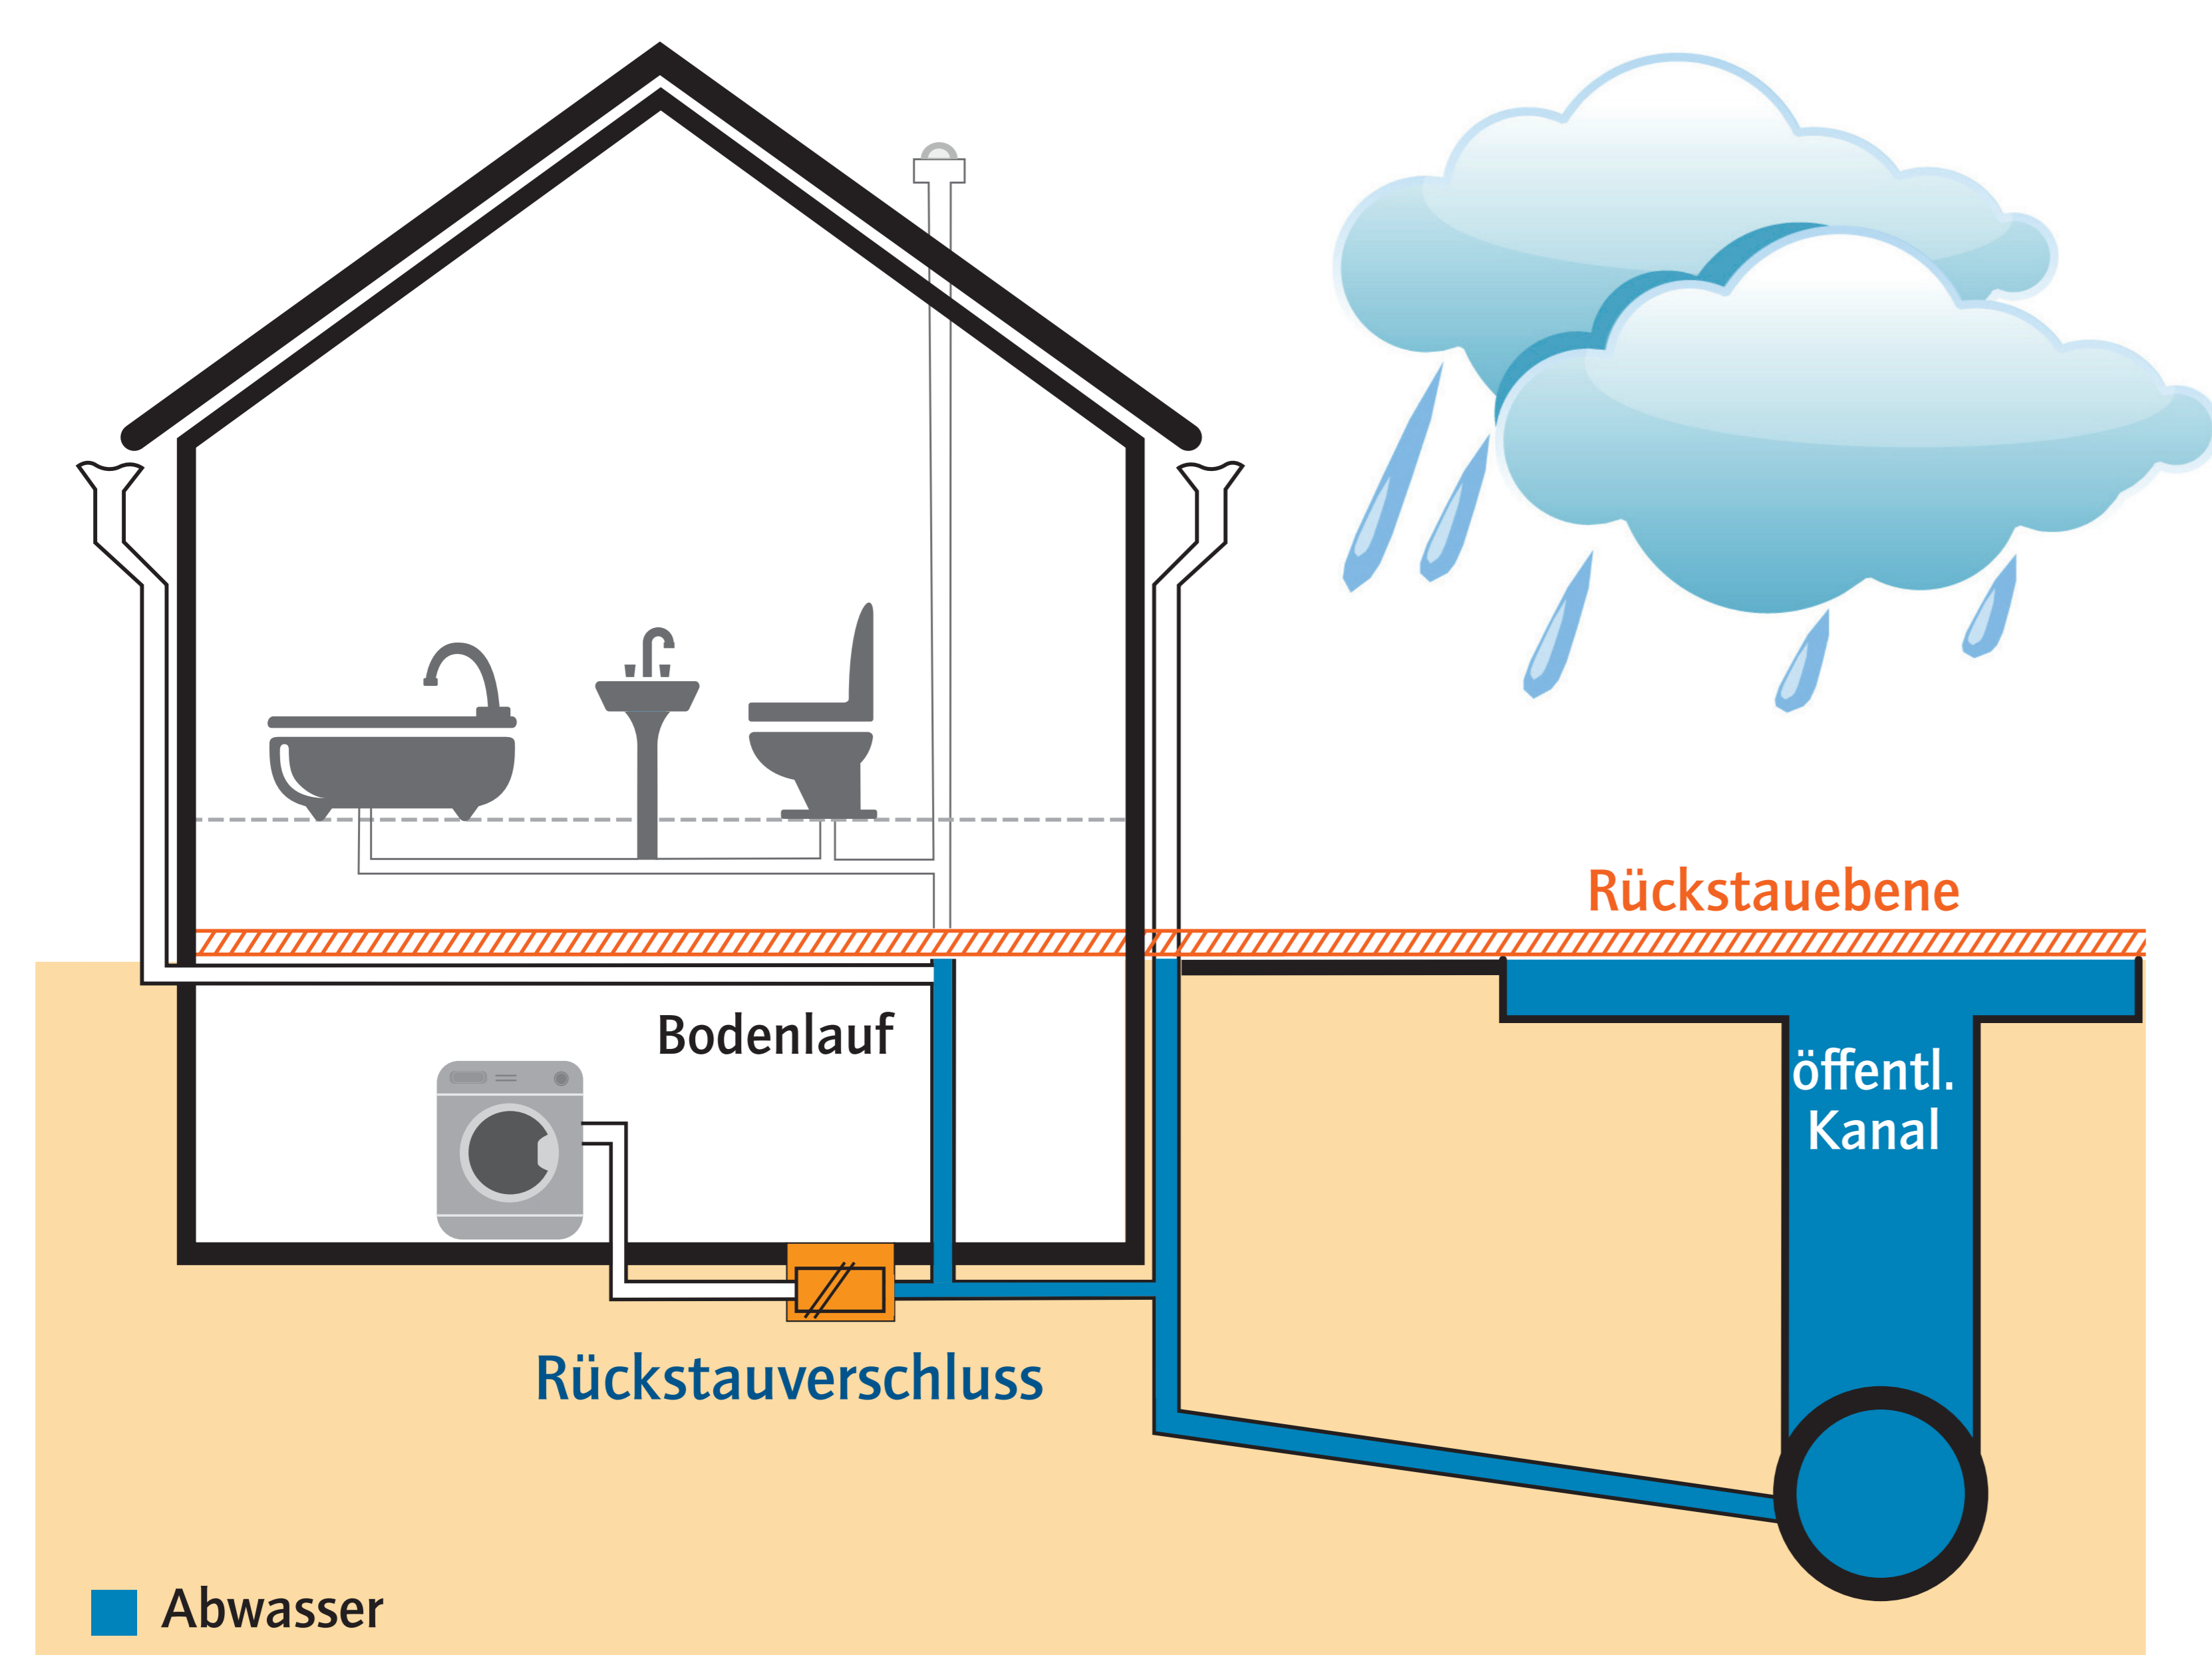 Rückstauebene
Bodenlauf
öffentl.
Kanal
Rückstauverschluss
Abwasser